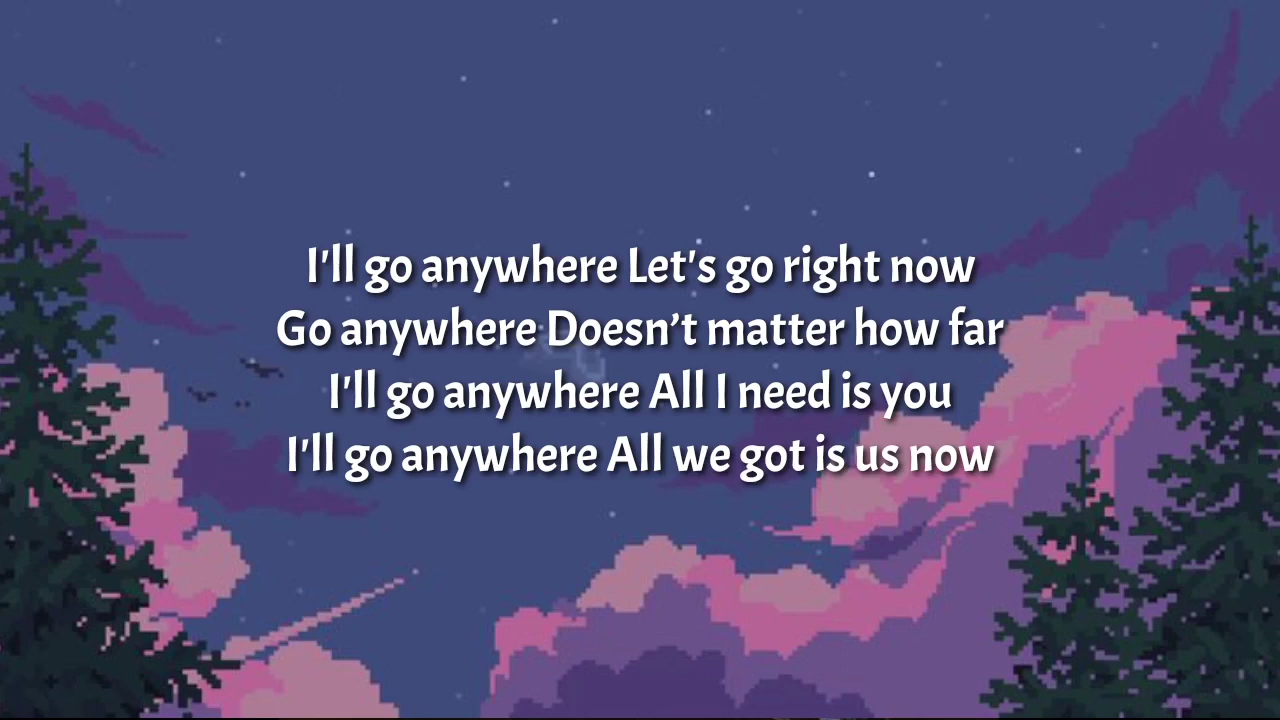 I'll go anywhere Let's go right now
Go anywhere Doesn’t matter how far
I'll go anywhere All I need is you
I'll go anywhere All we got is us now